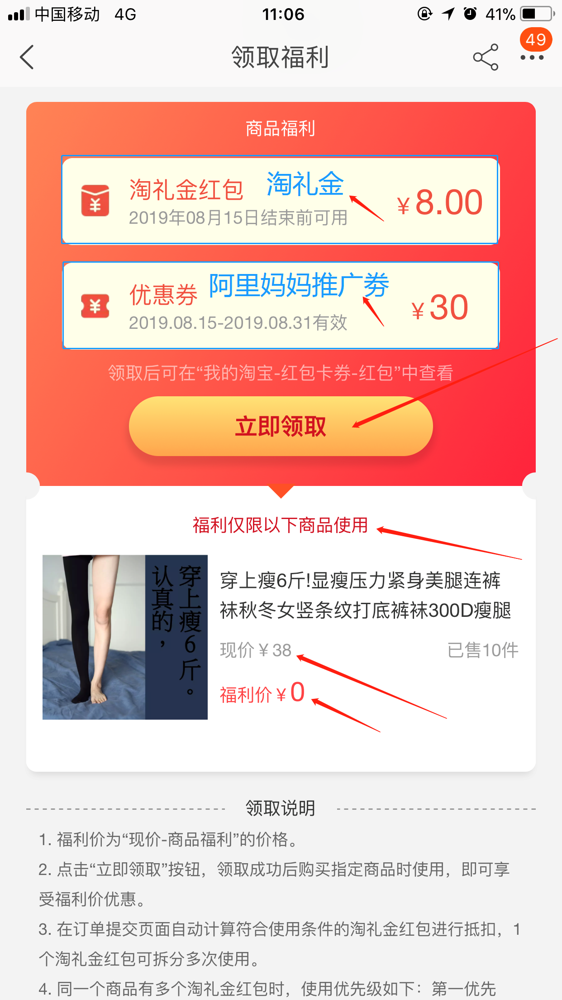 中国移动 4G 11:06 41%
49
领取福利
商品福利
淘礼金红包 淘礼金
¥8.00
2019年08月15日结束前可用
优惠券 阿里妈妈推广劵
¥30
2019.08.15-2019.08.31有效
领取后可在“我的淘宝-红包卡券-红包”中查看
立即领取
福利仅限以下商品使用
穿上瘦6斤。
认真的，
穿上瘦6斤!显瘦压力紧身美腿连裤
袜秋冬女竖条纹打底裤袜300D瘦腿
现价 ¥38 已售10件
福利价 ¥0
领取说明
1. 福利价为“现价-商品福利”的价格。
2. 点击“立即领取”按钮，领取成功后购买指定商品时使用，即可享
受福利价优惠。
3. 在订单提交页面自动计算符合使用条件的淘礼金红包进行抵扣，1
个淘礼金红包可拆分多次使用。
4. 同一个商品有多个淘礼金红包时，使用优先级如下：第一优先